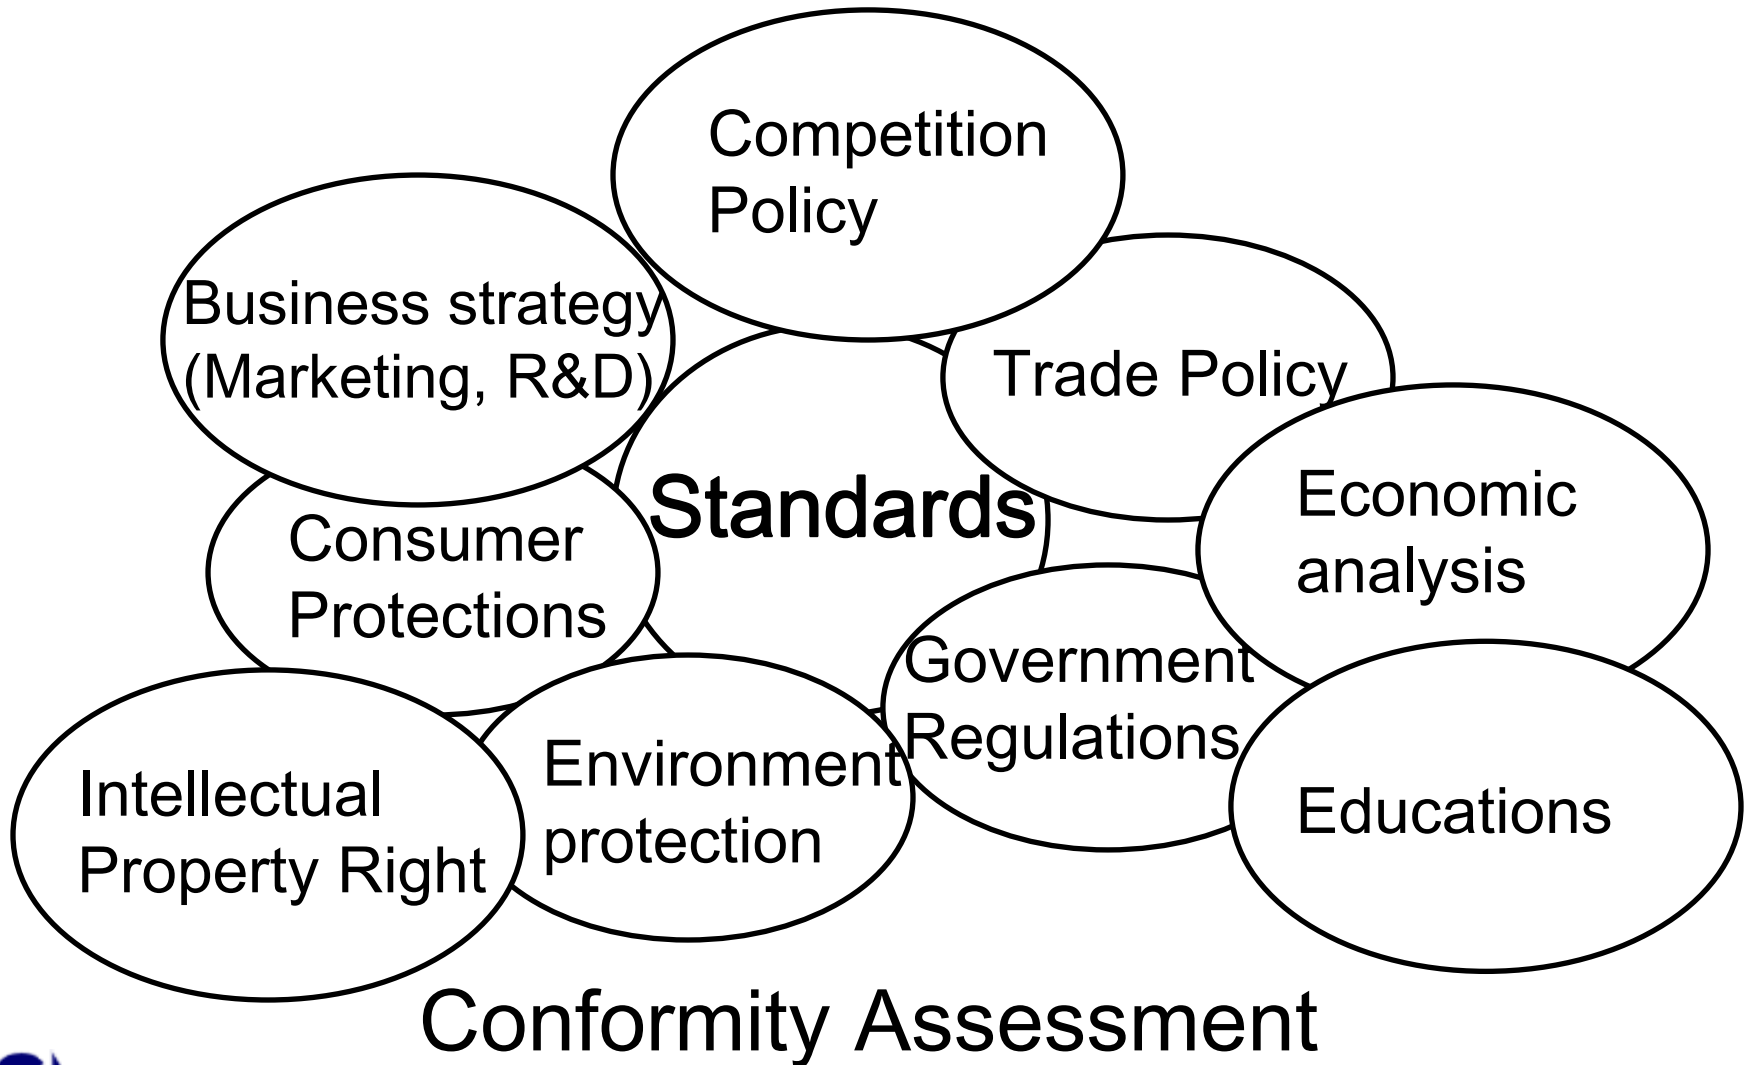 Competition
Policy
Business strategy
(Marketing, R&D)
Trade Policy
Standards
Economic
analysis
Consumer
Protections
Government
Regulations
Environment
protection
Intellectual
Property Right
Educations
Conformity Assessment